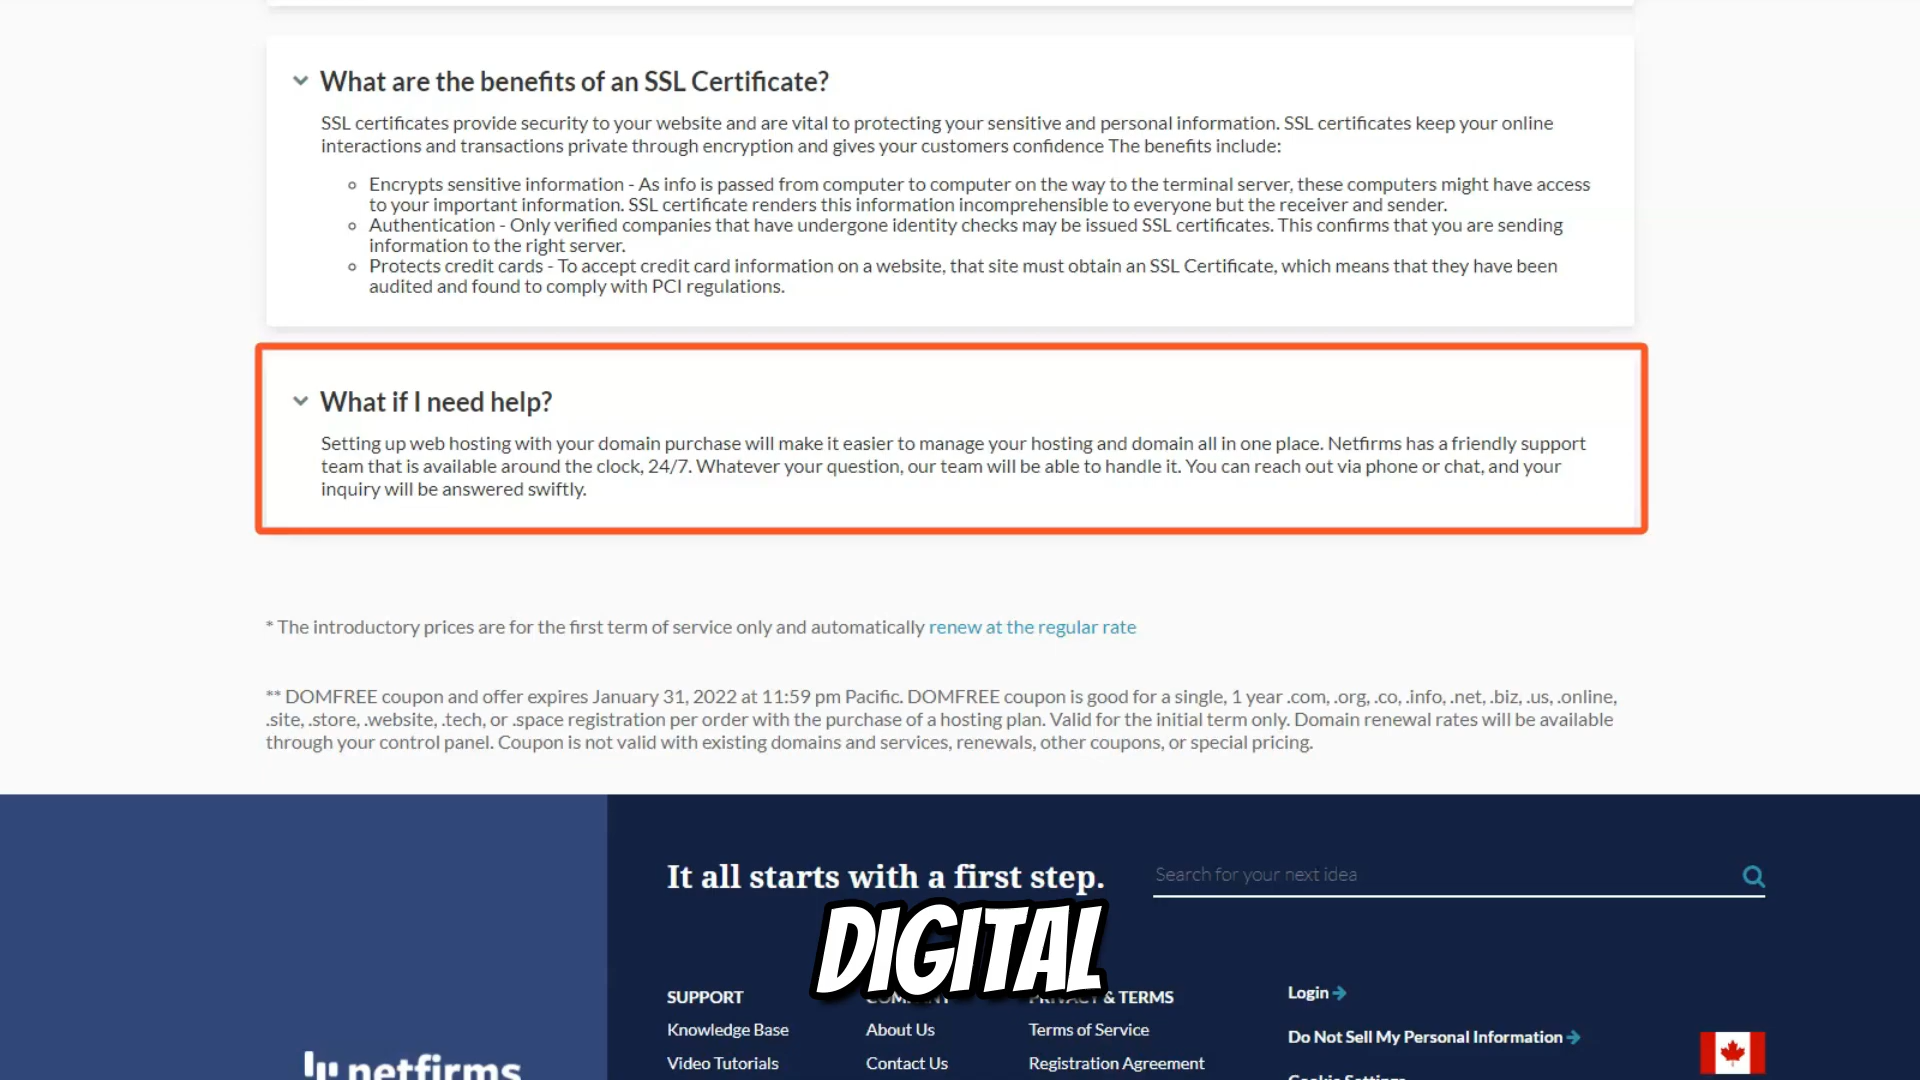 What are the benefits of an SSL Certificate?
SSL certificates provide security to your website and are vital to protecting your sensitive and personal information. SSL certificates keep your online
interactions and transactions private through encryption and gives your customers confidence The benefits include:
Encrypts sensitive information - As info is passed from computer to computer on the way to the terminal server, these computers might have access
to your important information. SSL certificate renders this information incomprehensible to everyone but the receiver and sender.
Authentication - Only verified companies that have undergone identity checks may be issued SSL certificates. This confirms that you are sending
information to the right server.
Protects credit cards - To accept credit card information on a website, that site must obtain an SSL Certificate, which means that they have been
audited and found to comply with PCI regulations.
What if I need help?
Setting up web hosting with your domain purchase will make it easier to manage your hosting and domain all in one place. Netfirms has a friendly support
team that is available around the clock, 24/7. Whatever your question, our team will be able to handle it. You can reach out via phone or chat, and your
inquiry will be answered swiftly.
* The introductory prices are for the first term of service only and automatically renew at the regular rate
** DOMFREE coupon and offer expires January 31, 2022 at 11:59 pm Pacific. DOMFREE coupon is good for a single, 1 year .com, .org, .co, .info, .net, .biz, .us, .online,
.site, .store, .website, .tech, or .space registration per order with the purchase of a hosting plan. Valid for the initial term only. Domain renewal rates will be available
through your control panel. Coupon is not valid with existing domains and services, renewals, other coupons, or special pricing.
It all starts with a first step.
Search for your next idea
DIGITAL
SUPPORT
Knowledge Base
Video Tutorials
COMPANY
About Us
Contact Us
PRIVACY & TERMS
Terms of Service
Registration Agreement
Login
Do Not Sell My Personal Information
Cookie Settings
netfirms